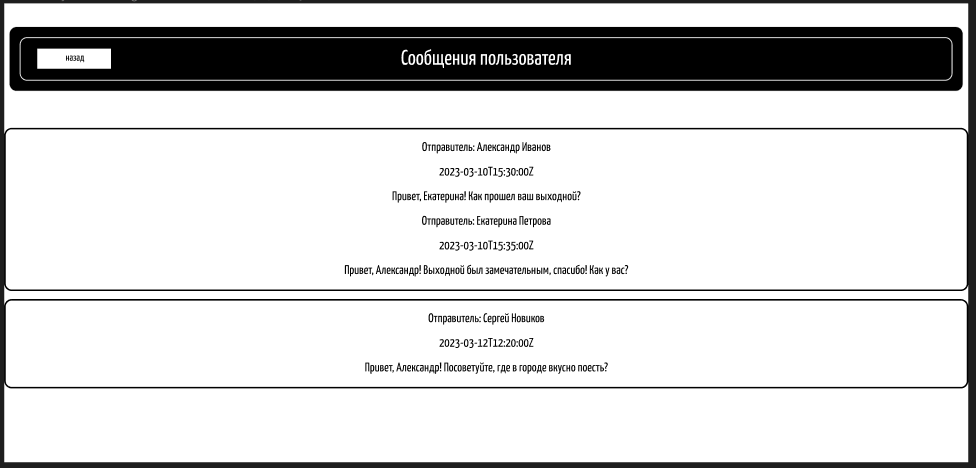 назад
Сообщения пользователя
Отправитель: Александр Иванов
2023-03-10T15:30:00Z
Привет, Екатерина! Как прошел ваш выходной?
Отправитель: Екатерина Петрова
2023-03-10T15:35:00Z
Привет, Александр! Выходной был замечательным, спасибо! Как у вас?
Отправитель: Сергей Новиков
2023-03-12T12:20:00Z
Привет, Александр! Посоветуйте, где в городе вкусно поесть?